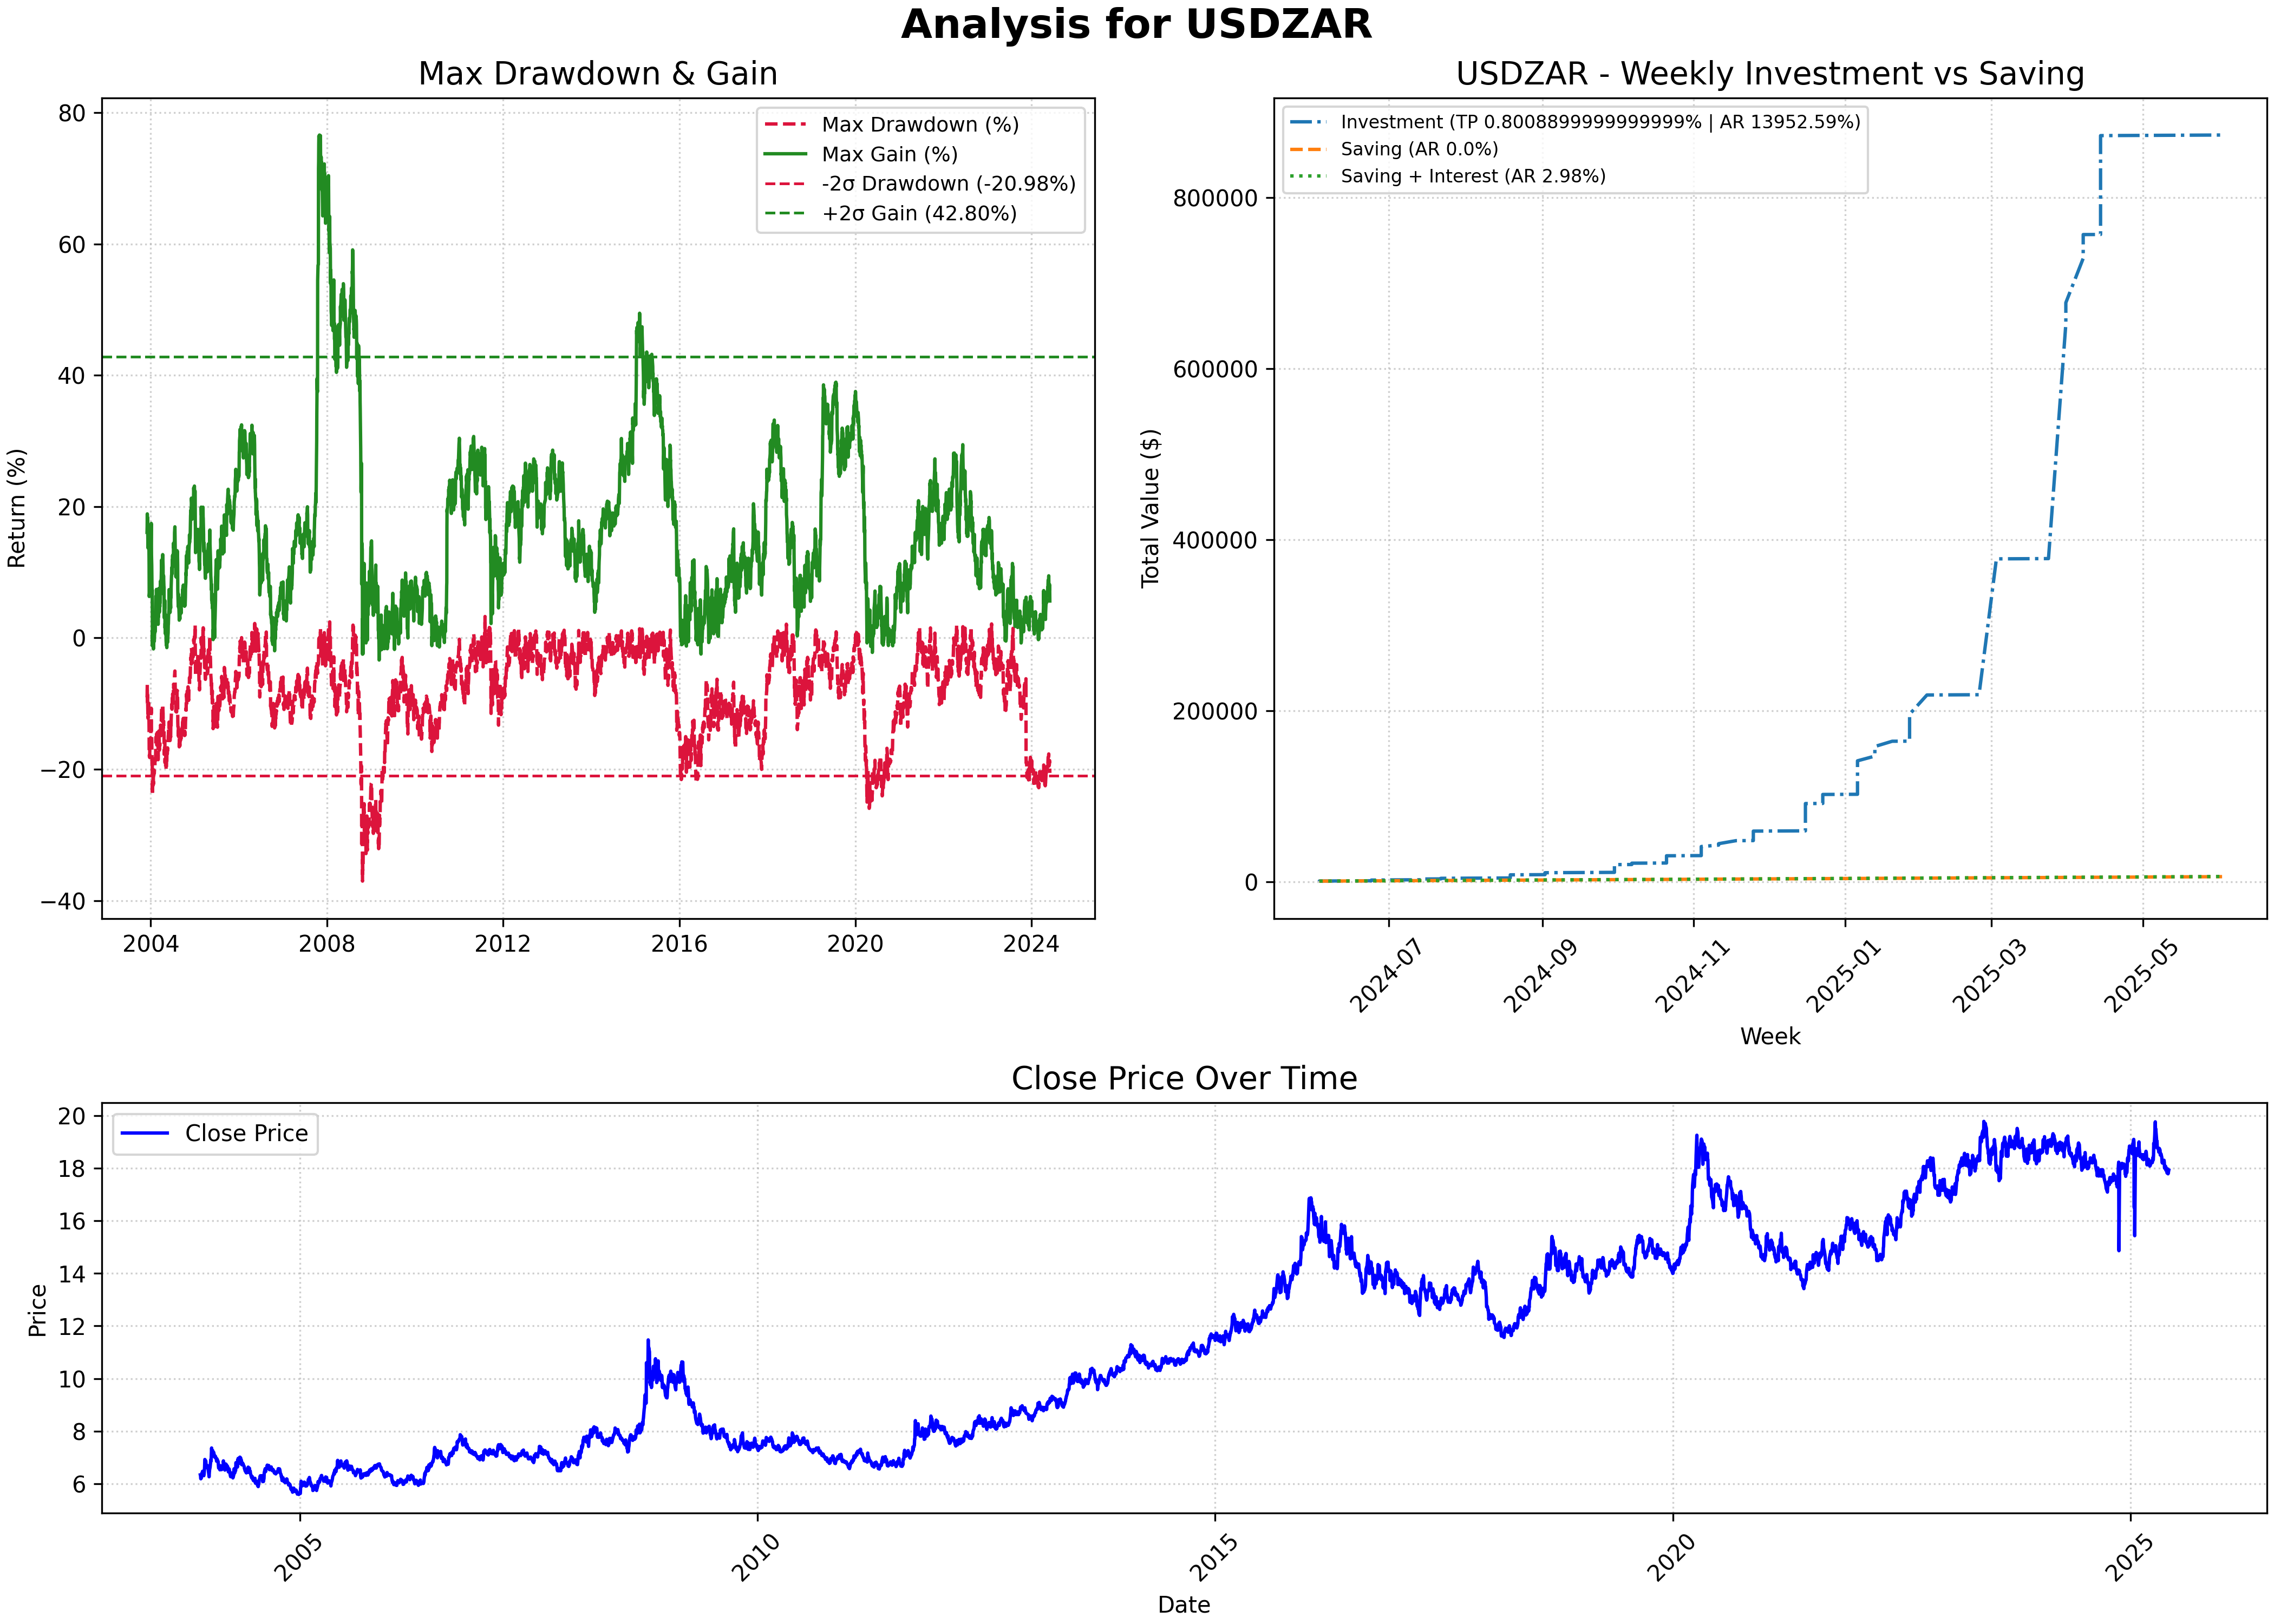 Analysis for USDZAR
Max Drawdown & Gain
Max Drawdown (%)
Max Gain (%)
-2σ Drawdown (-20.98%)
+2σ Gain (42.80%)
Return (%)
80
60
40
20
0
−20
−40
2004
2008
2012
2016
2020
2024
USDZAR - Weekly Investment vs Saving
Investment (TP 0.8008899999999999% | AR 13952.59%)
Saving (AR 0.0%)
Saving + Interest (AR 2.98%)
Total Value ($)
800000
600000
400000
200000
0
2024-07
2024-09
2024-11
2025-01
2025-03
2025-05
Week
Close Price Over Time
Close Price
Price
20
18
16
14
12
10
8
6
2005
2010
2015
2020
2025
Date